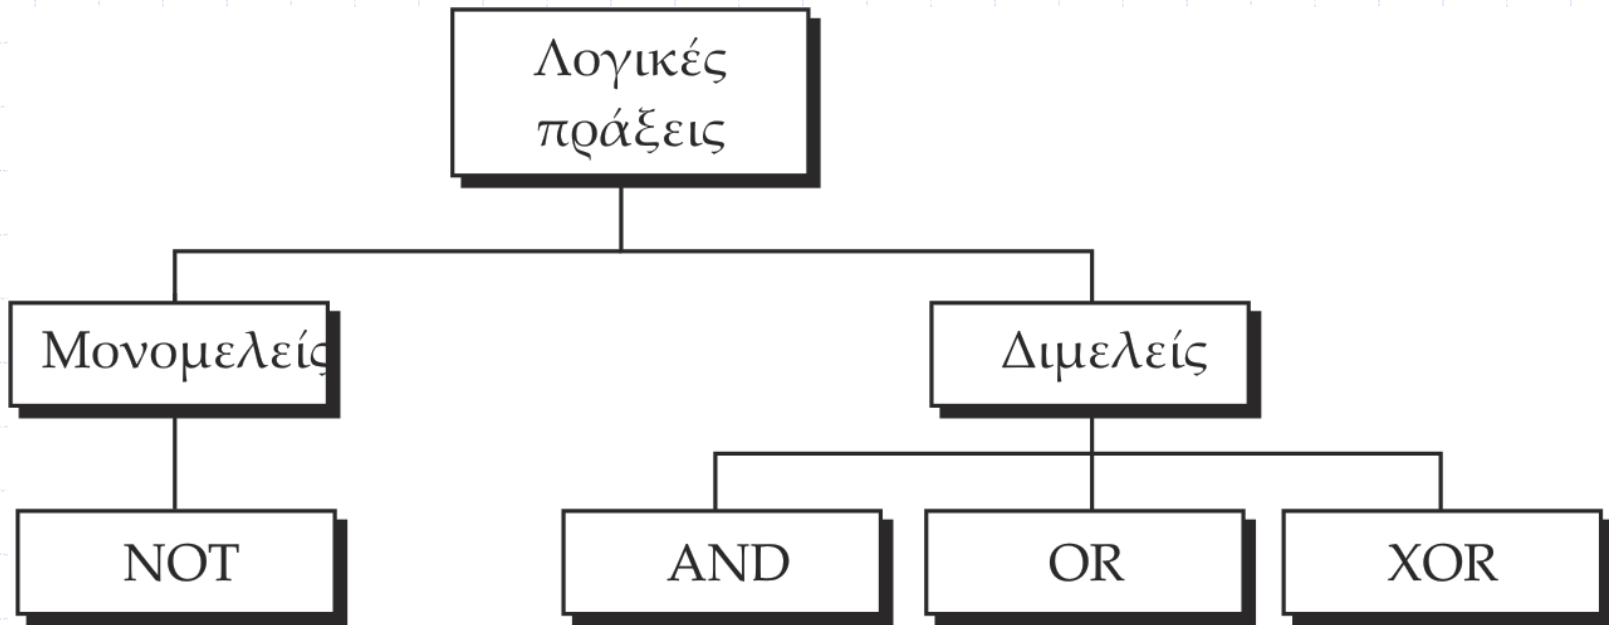 Λογικές
πράξεις
Μονομελείς
Διμελείς
NOT
AND
OR
XOR